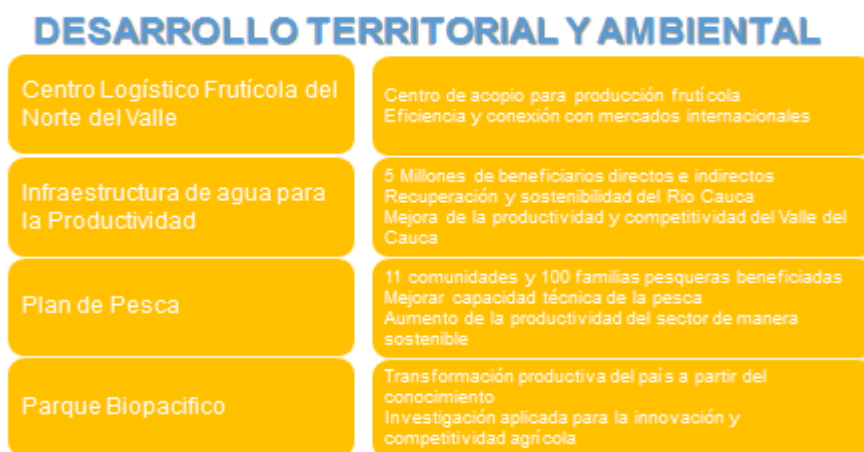 DESARROLLO TERRITORIAL Y AMBIENTAL
Centro Logístico Frutícola del
Norte del Valle
Centro de acopio para producción frutícola
Eficiencia y conexión con mercados internacionales
Infraestructura de agua para
la Productividad
5 Millones de beneficiarios directos e indirectos
Recuperación y sostenibilidad del Rio Cauca
Mejora de la productividad y competitividad del Valle del
Cauca
Plan de Pesca
11 comunidades y 100 familias pesqueras beneficiadas
Mejorar capacidad técnica de la pesca
Aumento de la productividad del sector de manera
sostenible
Parque Biopacifico
Transformación productiva del país a partir del
conocimiento
Investigación aplicada para la innovación y
competitividad agrícola